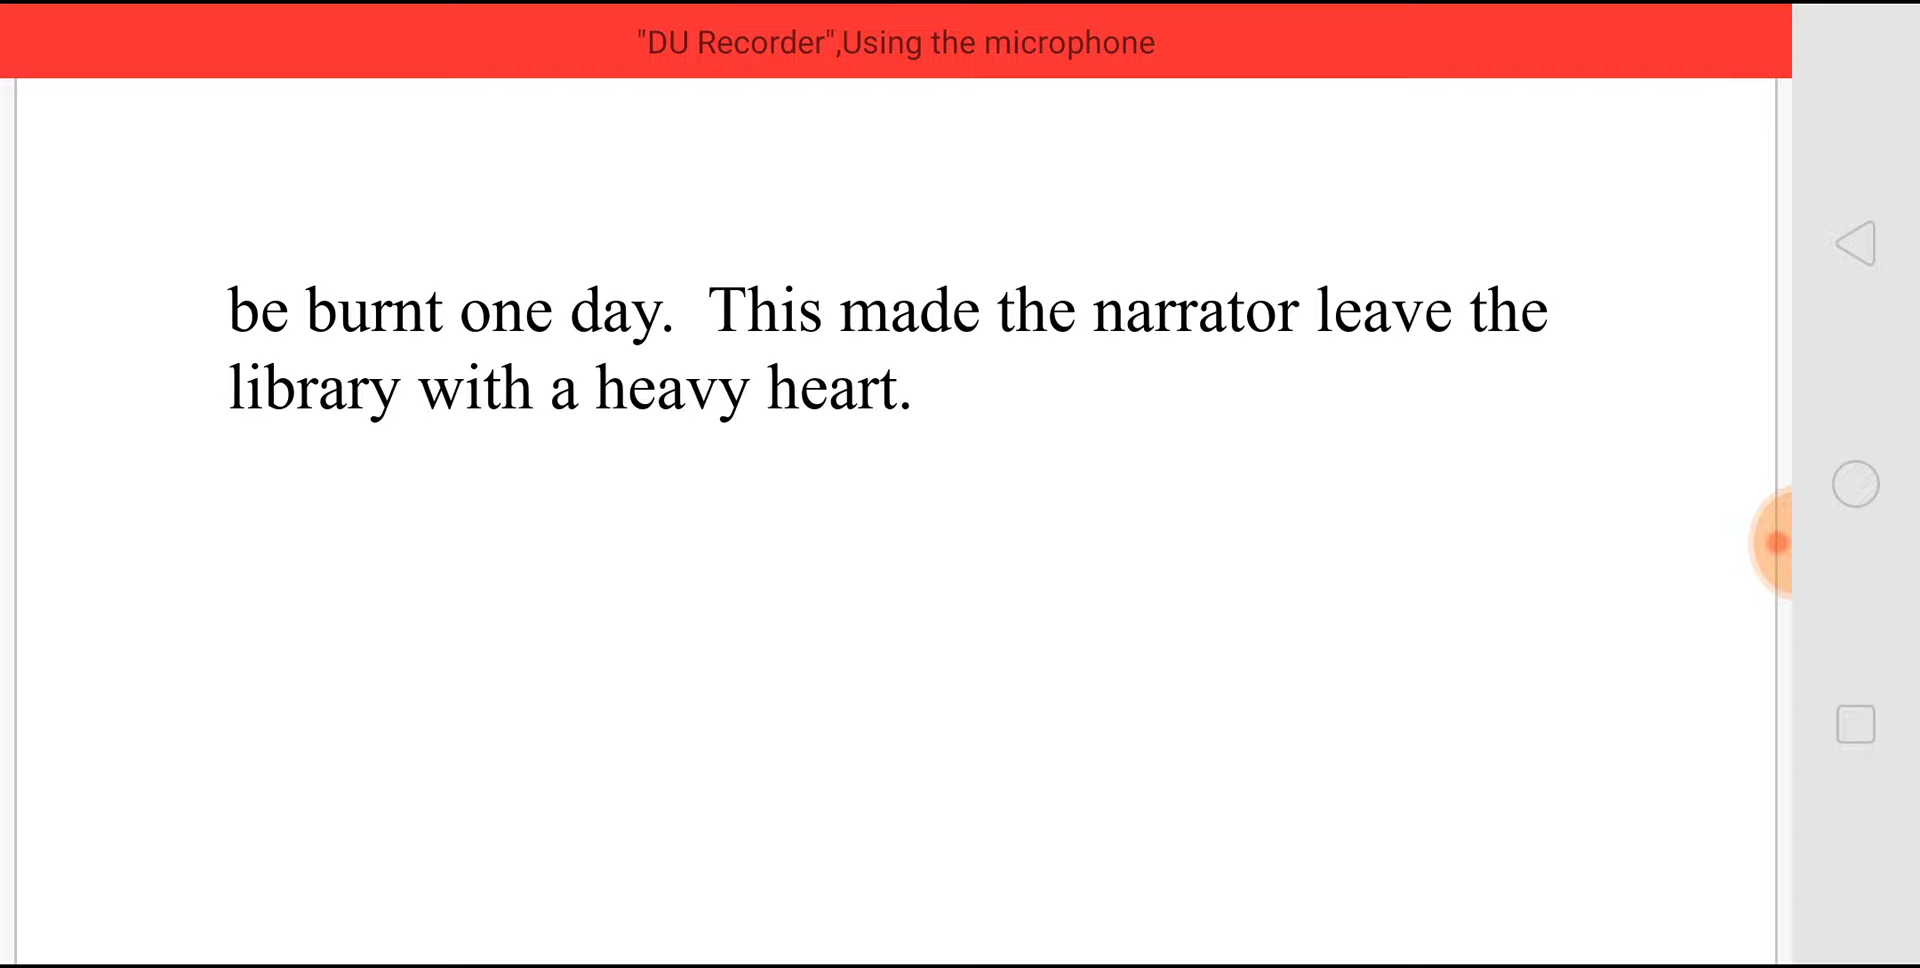 "DU Recorder",Using the microphone
be burnt one day.  This made the narrator leave the
library with a heavy heart.